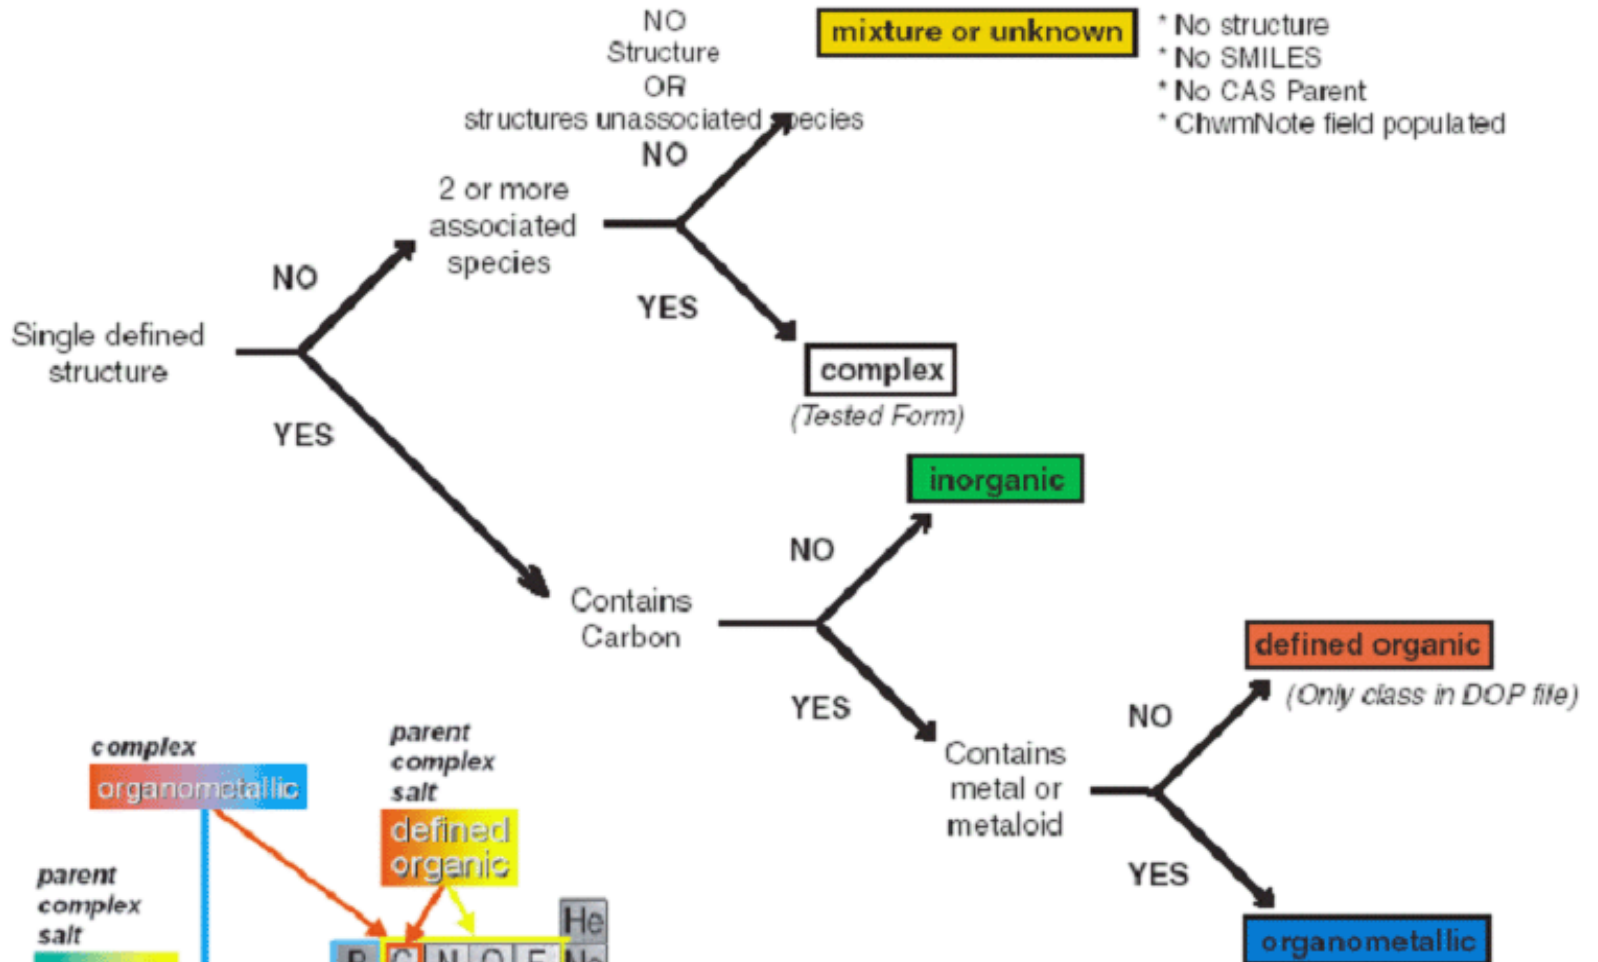 NO
Structure
OR
structures unassociated species
NO
mixture or unknown
* No structure
* No SMILES
* No CAS Parent
* ChwmNote field populated
2 or more
associated
species
NO
YES
Single defined
structure
YES
complex
(Tested Form)
inorganic
NO
Contains
Carbon
YES
defined organic
(Only class in DOP file)
NO
Contains
metal or
metaloid
YES
organometallic
complex
organometallic
parent
complex
salt
defined
organic
parent
complex
salt
He
B C N O F Ne